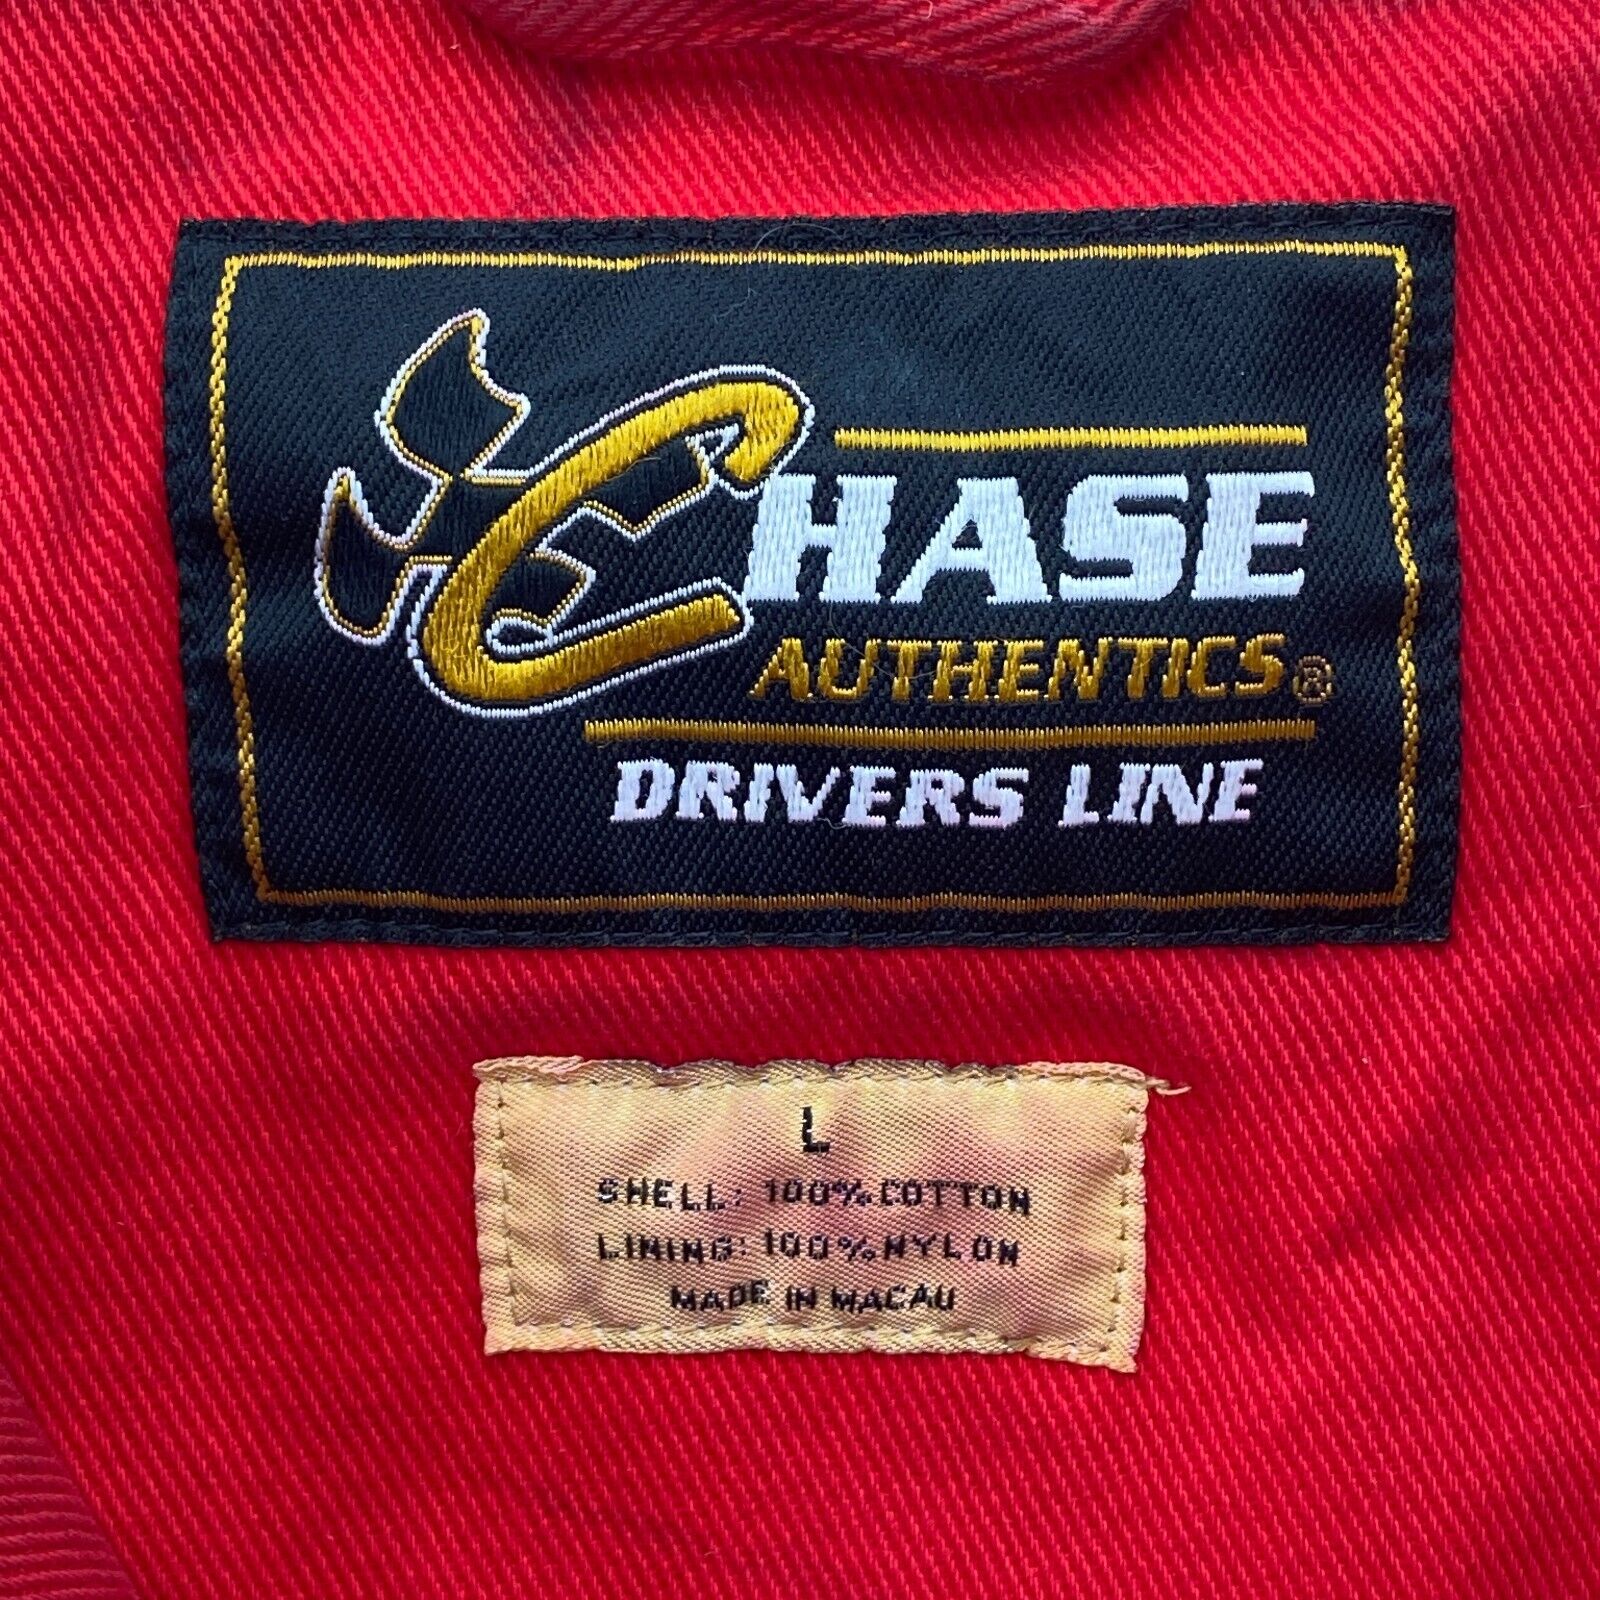 CHASE
AUTHENTICS®
DRIVERS LINE
L
SHELL: 100% COTTON
LINING: 100% NYLON
MADE IN MACAU